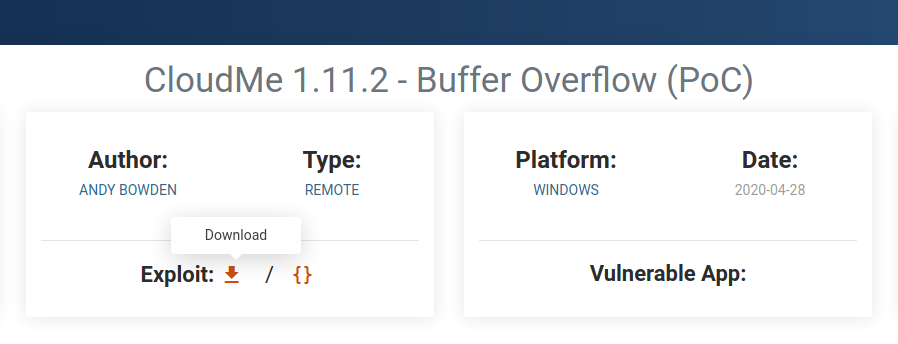 CloudMe 1.11.2 - Buffer Overflow (PoC)
Author:
ANDY BOWDEN
Type:
REMOTE
Download
Exploit: / {}
Platform:
WINDOWS
Date:
2020-04-28
Vulnerable App: